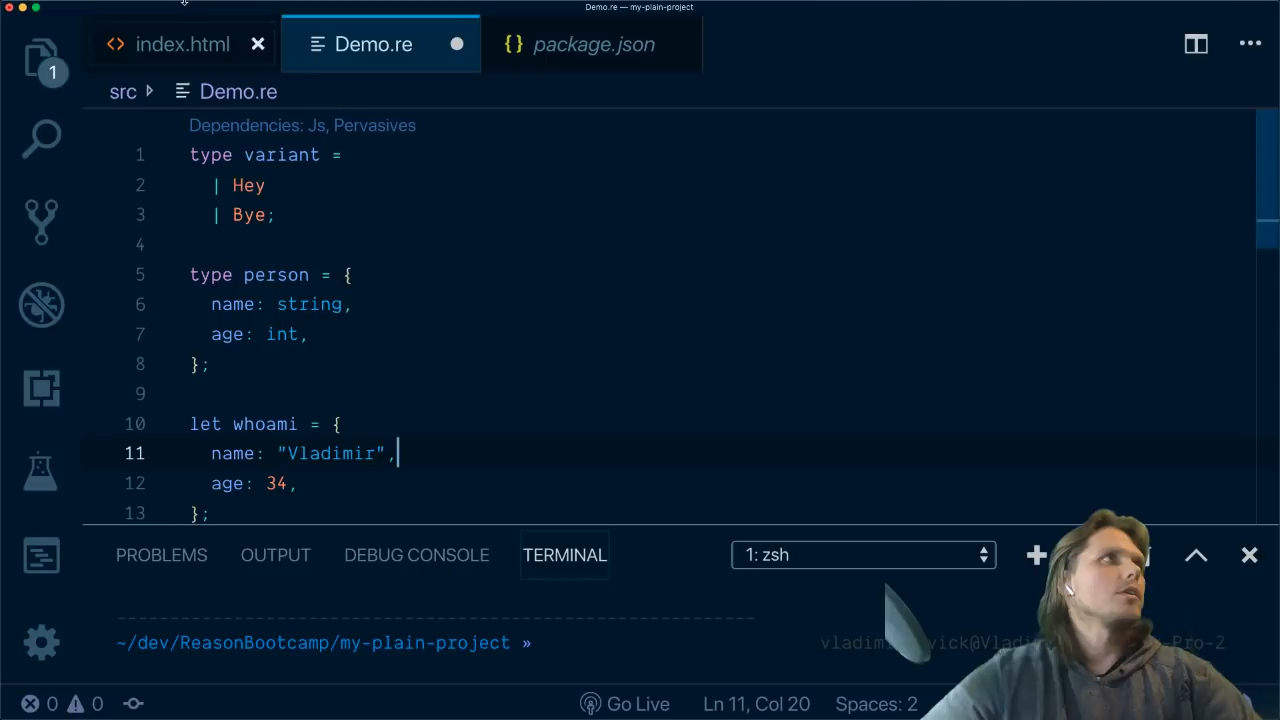 Demo.re — my-plain-project
index.html
Demo.re
package.json
1
src
Demo.re
Dependencies: Js, Pervasives
1 type variant =
2 | Hey
3 | Bye;
4
5 type person = {
6 name: string,
7 age: int,
8 };
9
10 let whoami = {
11 name: "Vladimir",
12 age: 34,
13 };
PROBLEMS OUTPUT DEBUG CONSOLE TERMINAL 1: zsh
~/dev/ReasonBootcamp/my-plain-project »
0 0 Go Live Ln 11, Col 20 Spaces: 2